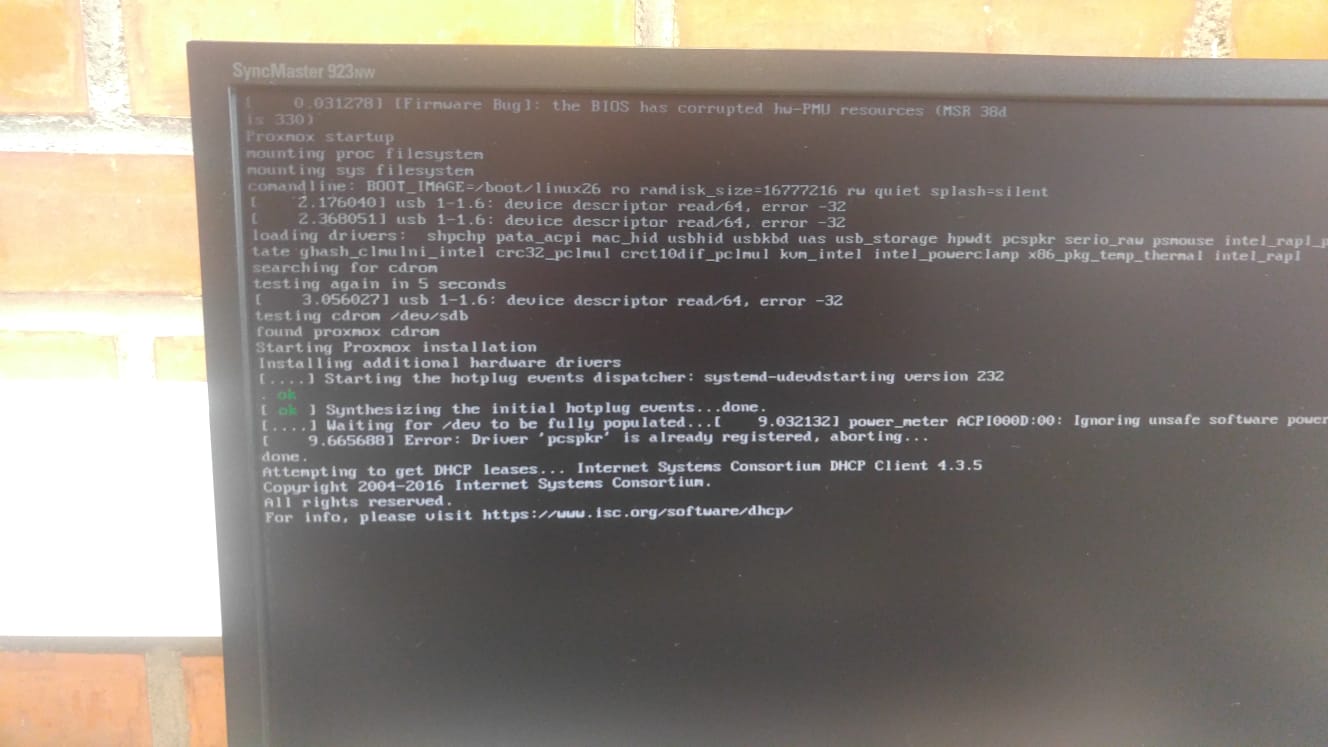 SyncMaster 923NW
[    0.031278] [Firmware Bug]: the BIOS has corrupted hw-PMU resources (MSR 38d
is 330)
Proxmox startup
mounting proc filesystem
mounting sys filesystem
comandline: BOOT_IMAGE=/boot/linux26 ro ramdisk_size=16777216 rw quiet splash=silent
[    2.176040] usb 1-1.6: device descriptor read/64, error -32
[    2.368051] usb 1-1.6: device descriptor read/64, error -32
loading drivers:  shpchp pata_acpi mac_hid usbhid usbkbd uas usb_storage hpwdt pcspkr serio_raw psmouse intel_rapl_p
tate ghash_clmulni_intel crc32_pclmul crct10dif_pclmul kvm_intel intel_powerclamp x86_pkg_temp_thermal intel_rapl
searching for cdrom
testing again in 5 seconds
[    3.056027] usb 1-1.6: device descriptor read/64, error -32
testing cdrom /dev/sdb
found proxmox cdrom
Starting Proxmox installation
Installing additional hardware drivers
[....] Starting the hotplug events dispatcher: systemd-udevdstarting version 232
. ok
[ ok ] Synthesizing the initial hotplug events...done.
[....] Waiting for /dev to be fully populated...[    9.032132] power_meter ACPI000D:00: Ignoring unsafe software power
[    9.665688] Error: Driver 'pcspkr' is already registered, aborting...
done.
Attempting to get DHCP leases... Internet Systems Consortium DHCP Client 4.3.5
Copyright 2004-2016 Internet Systems Consortium.
All rights reserved.
For info, please visit https://www.isc.org/software/dhcp/